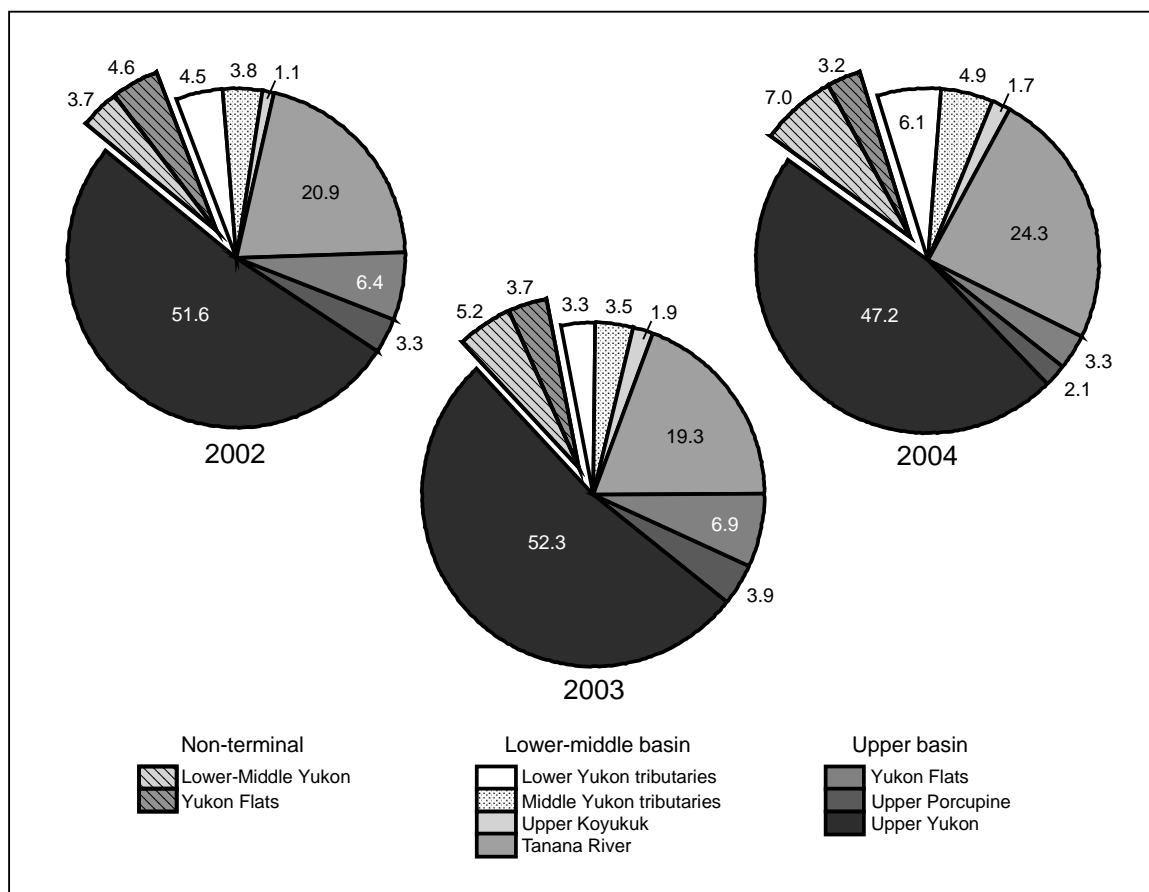 3.7
4.6
4.5
3.8
1.1
20.9
6.4
3.3
51.6
2002
5.2
3.7
3.3
3.5
1.9
19.3
6.9
3.9
52.3
2003
7.0
3.2
6.1
4.9
1.7
24.3
3.3
2.1
47.2
2004
Non-terminal
Lower-Middle Yukon
Yukon Flats
Lower-middle basin
Lower Yukon tributaries
Middle Yukon tributaries
Upper Koyukuk
Tanana River
Upper basin
Yukon Flats
Upper Porcupine
Upper Yukon